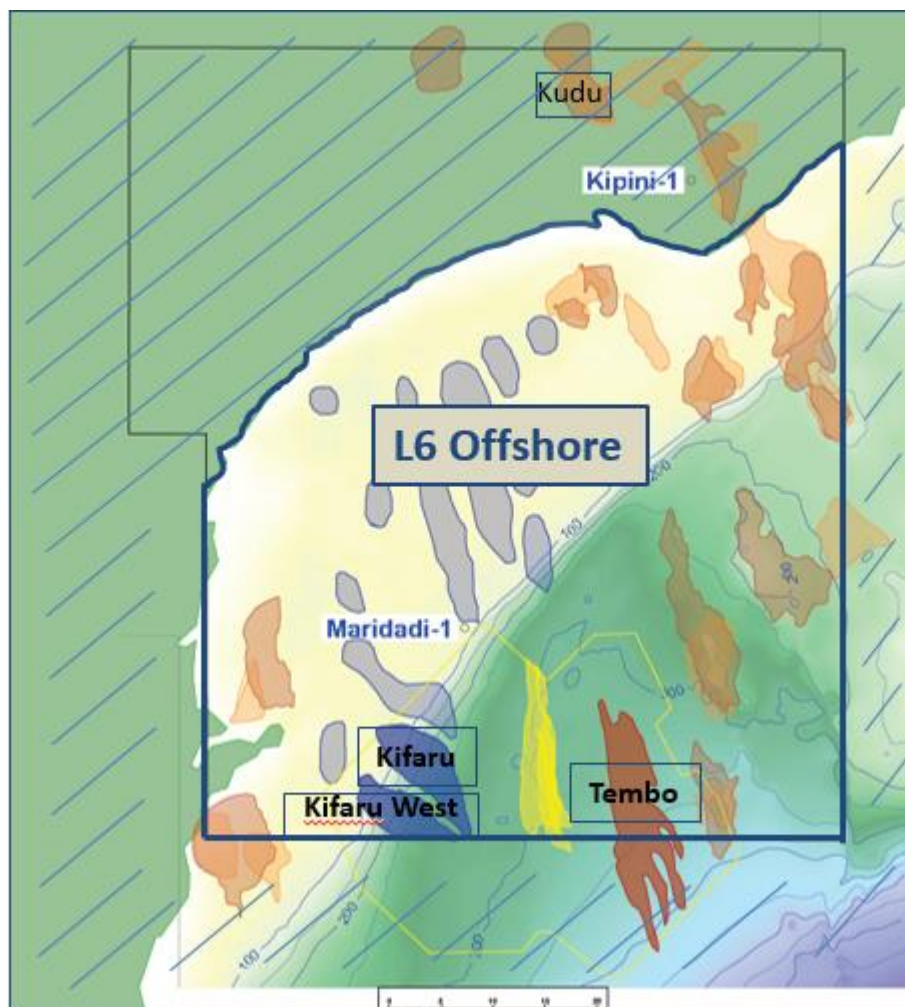 Kudu
Kipini-1
L6 Offshore
200
100
Maridadi-1
Kifaru
Tembo
Kifaru West
200
100